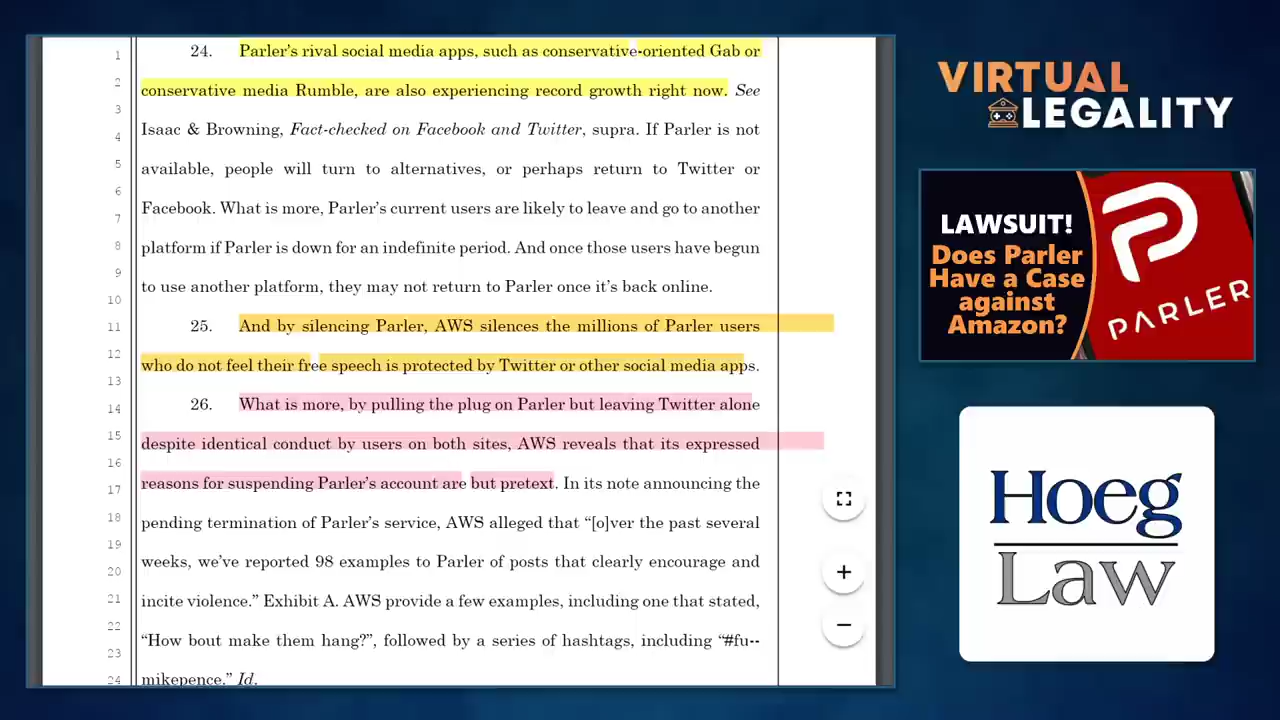 24. Parler's rival social media apps, such as conservative-oriented Gab or
conservative media Rumble, are also experiencing record growth right now. See
Isaac & Browning, Fact-checked on Facebook and Twitter, supra. If Parler is not
available, people will turn to alternatives, or perhaps return to Twitter or
Facebook. What is more, Parler's current users are likely to leave and go to another
platform if Parler is down for an indefinite period. And once those users have begun
to use another platform, they may not return to Parler once it's back online.
25. And by silencing Parler, AWS silences the millions of Parler users
who do not feel their free speech is protected by Twitter or other social media apps.
26. What is more, by pulling the plug on Parler but leaving Twitter alone
despite identical conduct by users on both sites, AWS reveals that its expressed
reasons for suspending Parler's account are but pretext. In its note announcing the
pending termination of Parler's service, AWS alleged that “[o]ver the past several
weeks, we've reported 98 examples to Parler of posts that clearly encourage and
incite violence.” Exhibit A. AWS provide a few examples, including one that stated,
“How bout make them hang?”, followed by a series of hashtags, including “#fu--
mikepence.” Id.
1
2
3
4
5
6
7
8
9
10
11
12
13
14
15
16
17
18
19
20
21
22
23
24
VIRTUAL
LEGALITY
LAWSUIT!
Does Parler
Have a Case
against
Amazon?
PARLER
Hoeg
Law